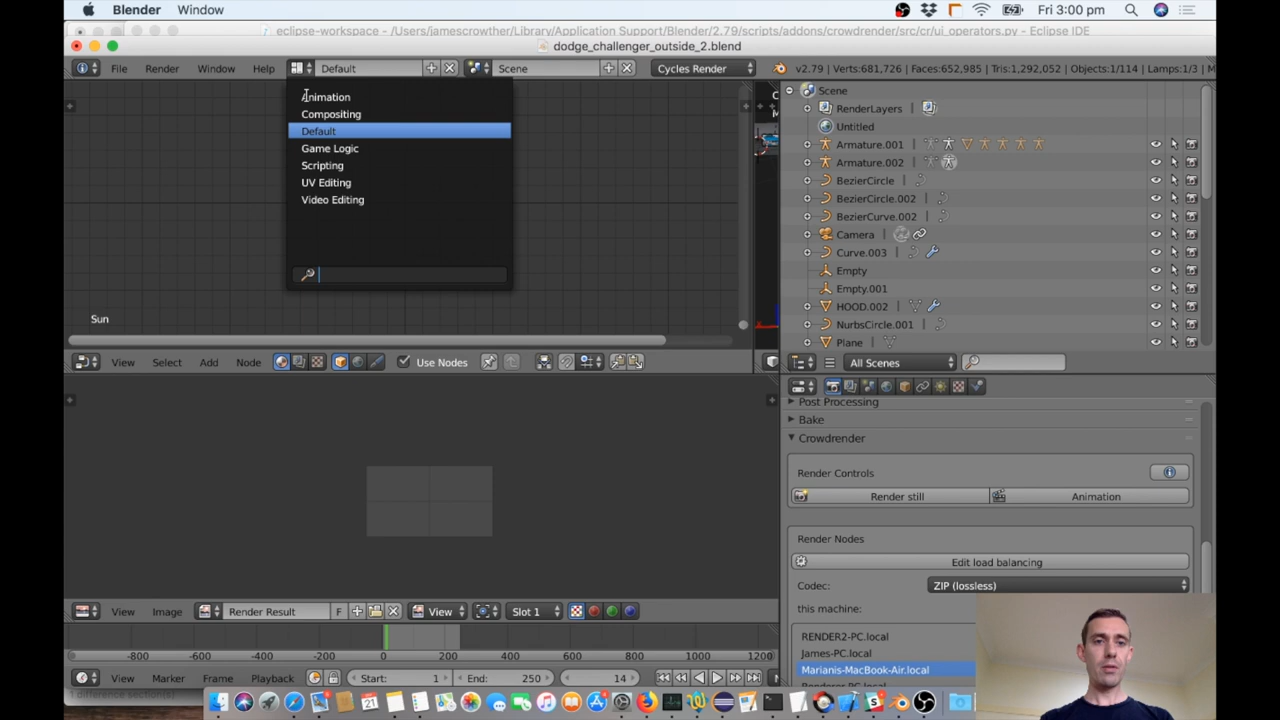 Blender Window Fri 3:00 pm
eclipse-workspace - /Users/jamescrowther/Library/Application Support/Blender/2.79/scripts/addons/crowdrender/src/cr/ui_operators.py - Eclipse IDE
dodge_challenger_outside_2.blend
File Render Window Help Default Scene Cycles Render v2.79 | Verts:681,726 | Faces:652,985 | Tris:1,292,052 | Objects:1/114 | Lamps:1/3 | M
Animation
Compositing
Default
Game Logic
Scripting
UV Editing
Video Editing
Sun
View Select Add Node Use Nodes
Scene
RenderLayers
Untitled
Armature.001
Armature.002
BezierCircle
BezierCircle.002
BezierCurve.002
Camera
Curve.003
Empty
Empty.001
HOOD.002
NurbsCircle.001
Plane
All Scenes
Post Processing
Bake
Crowdrender
Render Controls
Render still Animation
Render Nodes
Edit load balancing
Codec: ZIP (lossless)
this machine:
RENDER2-PC.local
James-PC.local
Marianis-MacBook-Air.local
Renderer-PC.local
View Image Render Result F View Slot 1
-800 -600 -400 -200 0 200 400 600 800 1000 1200
Marker Frame Playback Start: 1 End: 250 14
1 difference section(s)